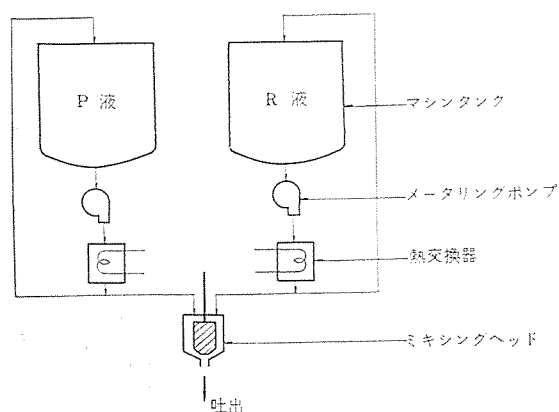 P 液
R 液
マシンタンク
メータリングポンプ
熱交換器
ミキシングヘッド
吐出